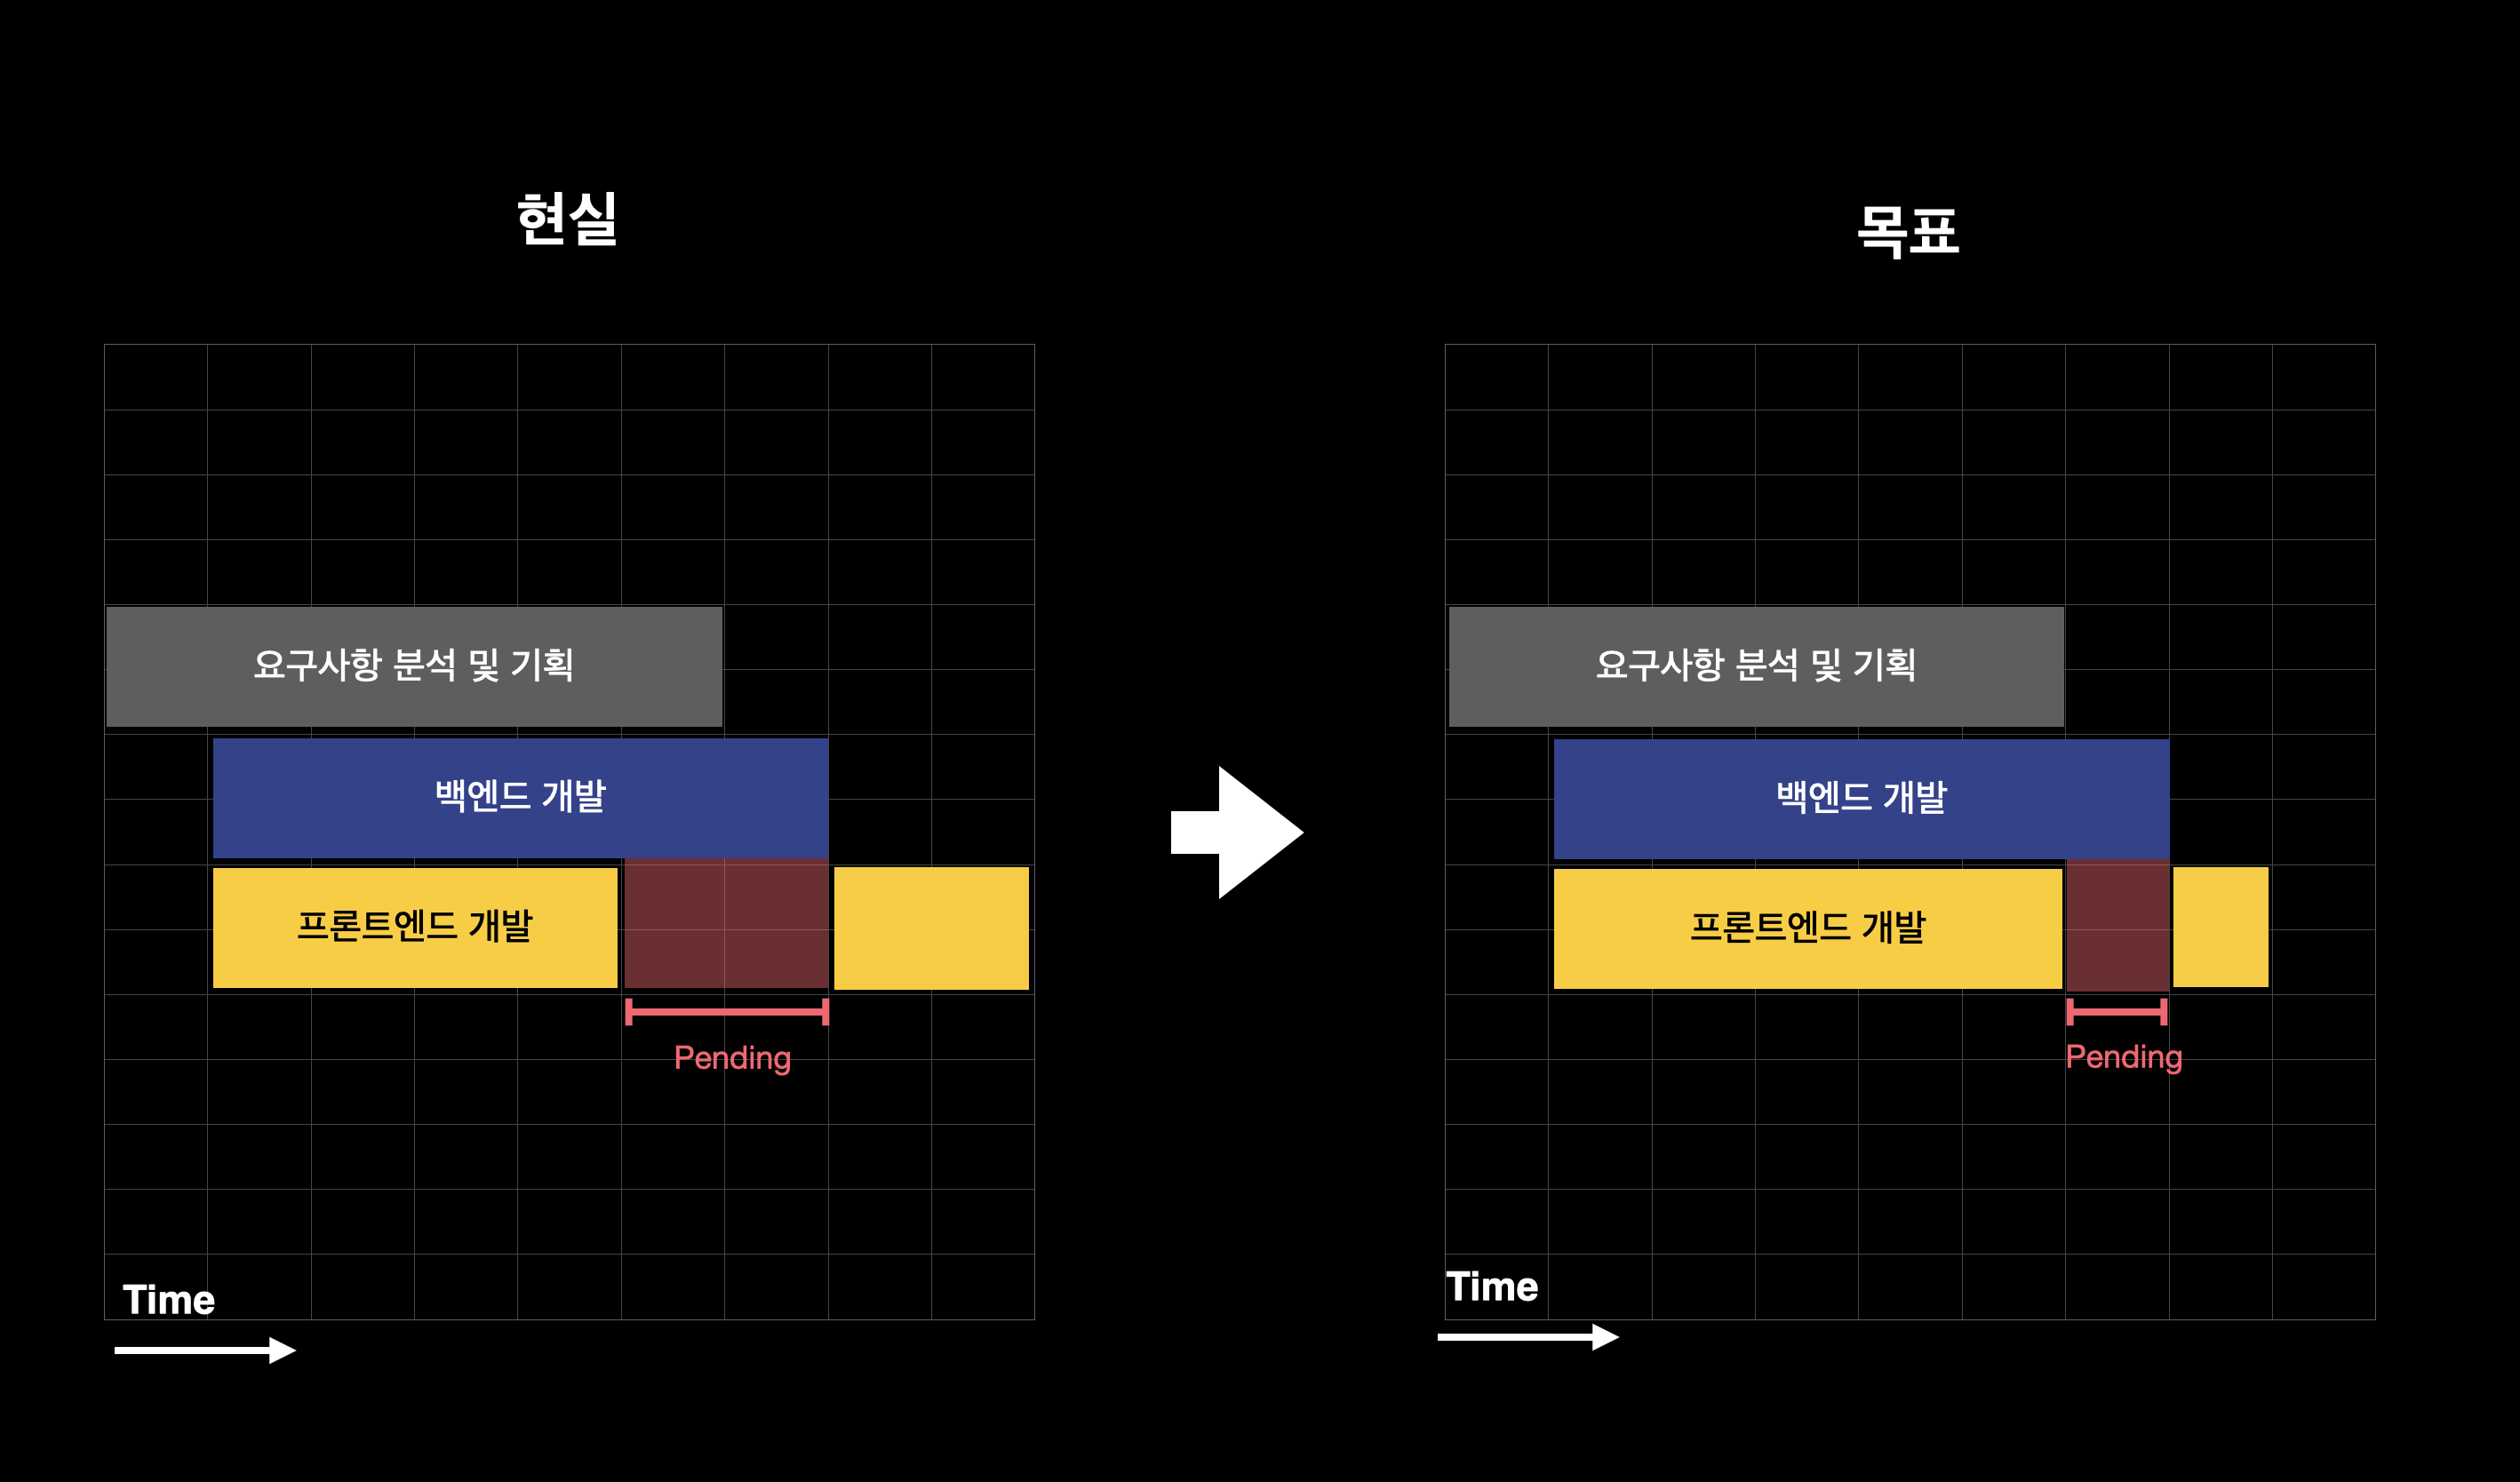 현실
요구사항 분석 및 기획
백엔드 개발
프론트엔드 개발
Pending
Time
목표
요구사항 분석 및 기획
백엔드 개발
프론트엔드 개발
Pending
Time